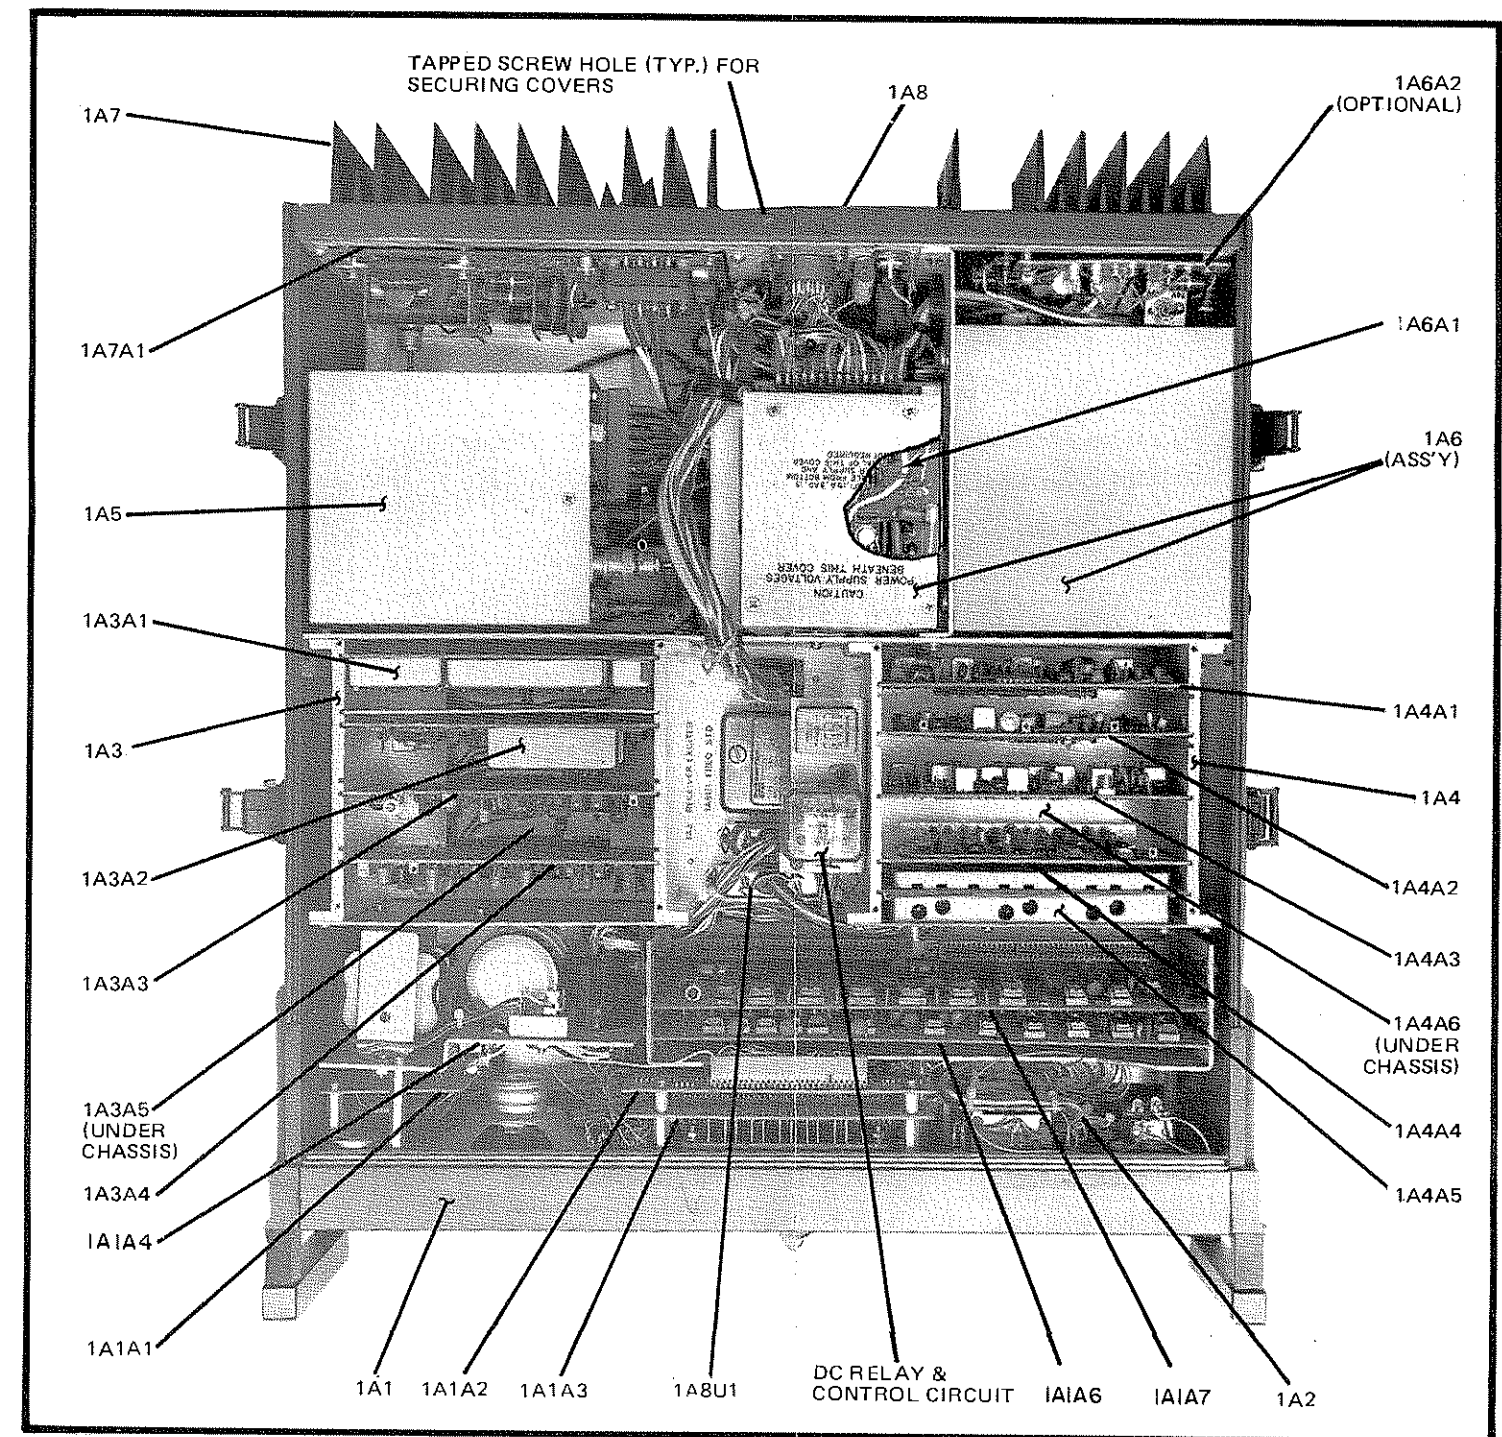 TAPPED SCREW HOLE (TYP.) FOR
SECURING COVERS
1A7
1A8
1A6A2
(OPTIONAL)
1A7A1
1A6A1
1A6
(ASS'Y)
1A5
CAUTION
POWER SUPPLY VOLTAGES
BENEATH THIS COVER
1A3A1
1A3
1A3A2
1A3A3
1A3A5
(UNDER
CHASSIS)
1A3A4
1A1A4
1A1A1
1A4A1
1A4
1A4A2
1A4A3
1A4A6
(UNDER
CHASSIS)
1A4A4
1A4A5
1A1
1A1A2
1A1A3
1A8U1
DC RELAY &
CONTROL CIRCUIT
1A1A6
1A1A7
1A2